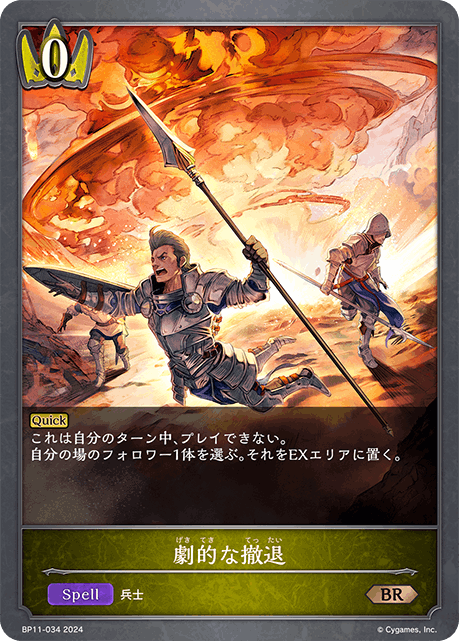 0
Quick
これは自分のターン中、プレイできない。
自分の場のフォロワー1体を選ぶ。それをEXエリアに置く。
げき てき てっ たい
劇的な撤退
Spell 兵士 BR
BP11-034 2024 © Cygames, Inc.